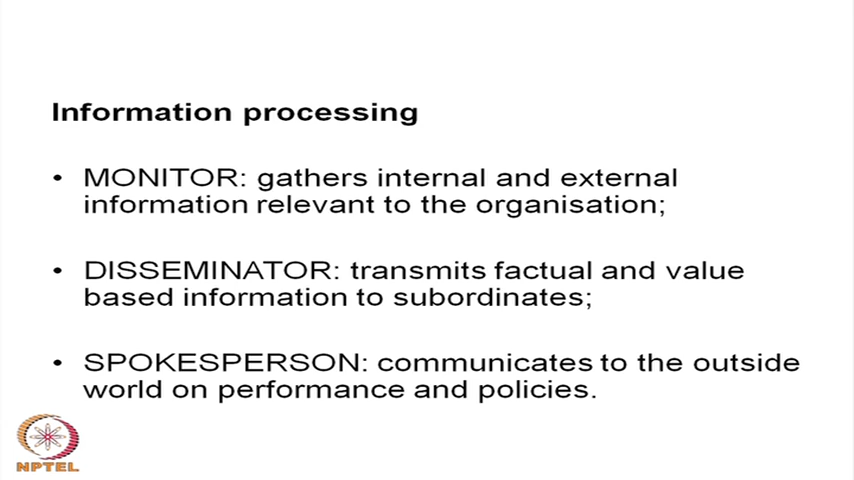 Information processing
• MONITOR: gathers internal and external
information relevant to the organisation;
• DISSEMINATOR: transmits factual and value
based information to subordinates;
• SPOKESPERSON: communicates to the outside
world on performance and policies.
NPTEL